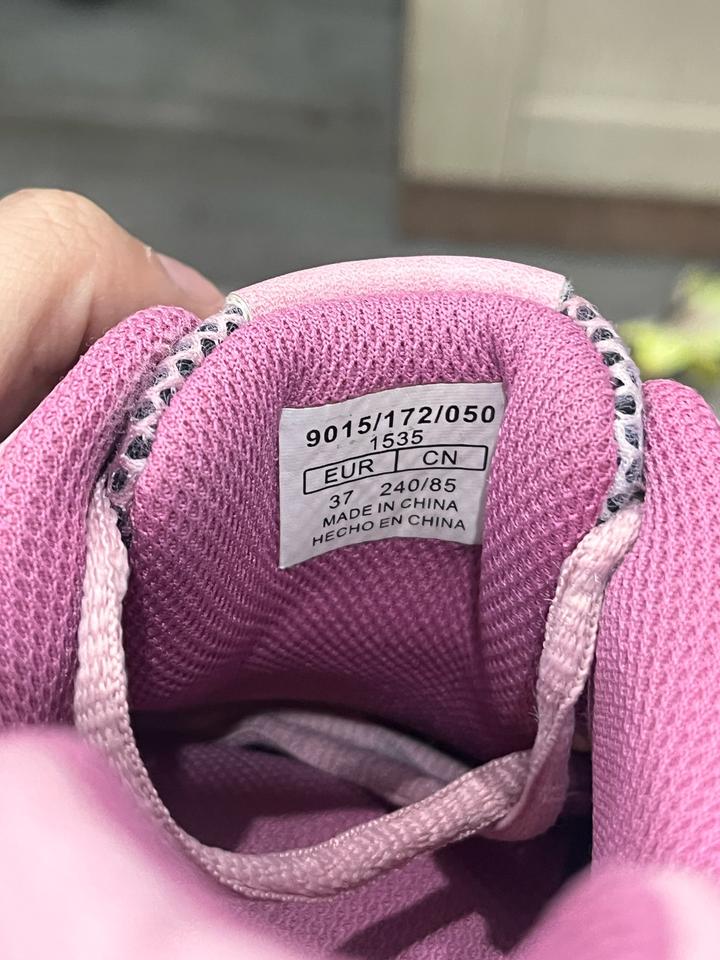 9015/172/050
1535
EUR CN
37 240/85
MADE IN CHINA
HECHO EN CHINA